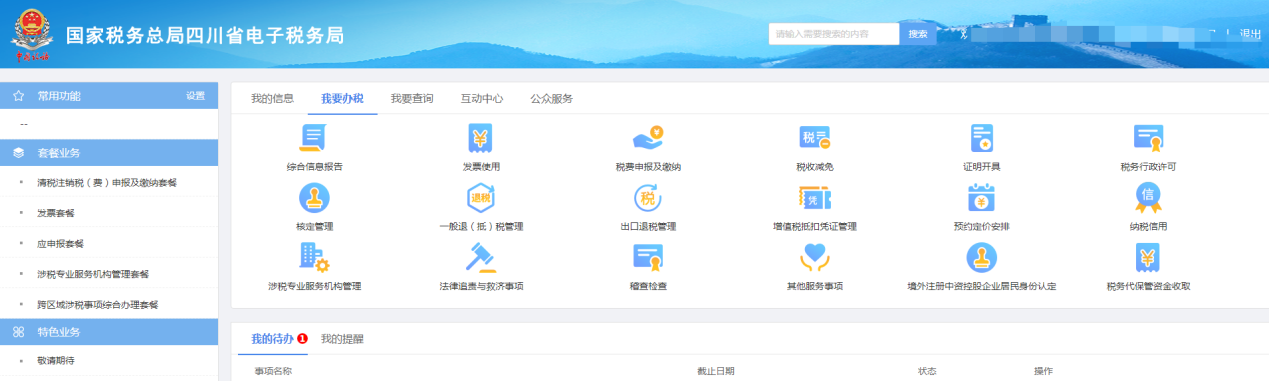 国家税务总局四川省电子税务局
请输入需要搜索的内容
搜索
退出
常用功能
设置
--
套餐业务
清税注销税（费）申报及缴纳套餐
发票套餐
应申报套餐
涉税专业服务机构管理套餐
跨区域涉税事项综合办理套餐
特色业务
敬请期待
我的信息 我要办税 我要查询 互动中心 公众服务
综合信息报告 发票使用 税费申报及缴纳 税收减免 证明开具 税务行政许可
核定管理 一般退（抵）税管理 出口退税管理 增值税抵扣凭证管理 预约定价安排 纳税信用
涉税专业服务机构管理 法律追责与救济事项 稽查检查 其他服务事项 境外注册中资控股企业居民身份认定 税务代保管资金收取
我的待办 1 我的提醒
事项名称 截止日期 状态 操作